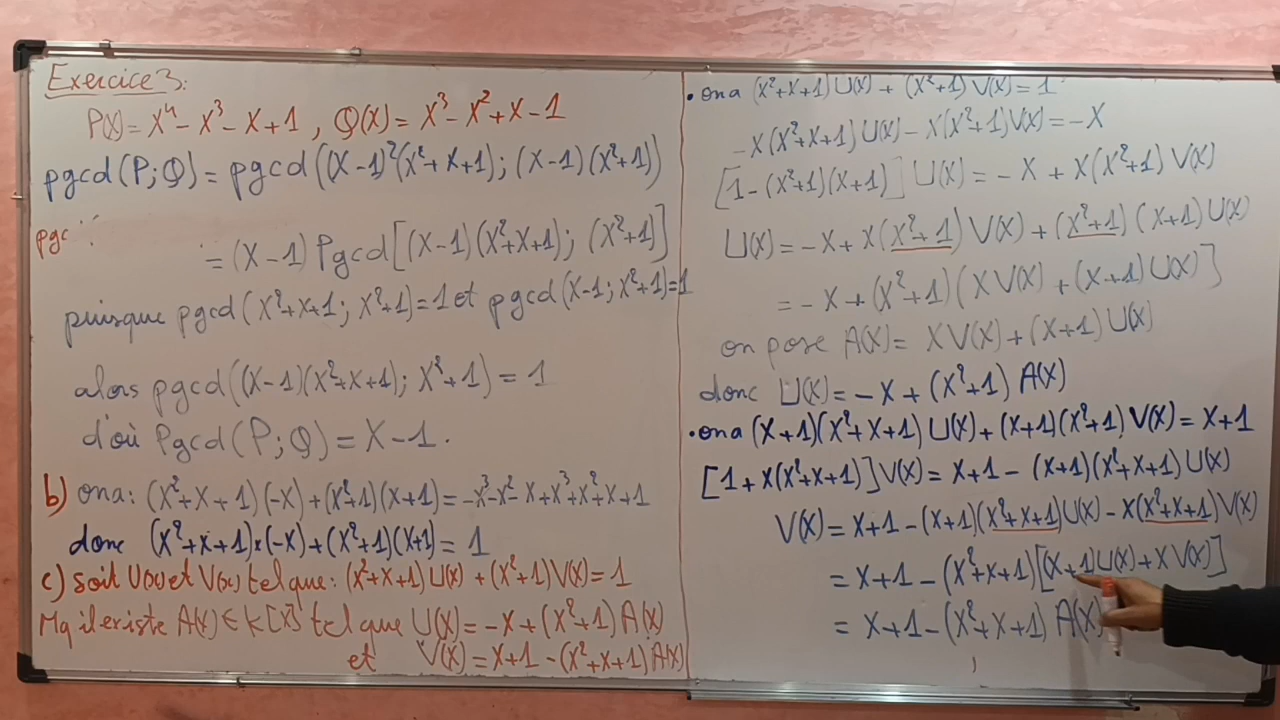 Exercice 3:
P(X) = X⁴ - X³ - X + 1 , Q(X) = X³ - X² + X - 1
pgcd(P;Q) = pgcd((X-1)²(X²+X+1); (X-1)(X²+1))
pgc
= (X-1) Pgcd[(X-1)(X²+X+1); (X²+1)]
puisque pgcd(X²+X+1; X²+1)=1 et pgcd(X-1; X²+1)=1
alors pgcd((X-1)(X²+X+1); X²+1) = 1
d'où Pgcd(P;Q) = X-1.
b) ona: (X²+X+1)(-X)+(X²+1)(X+1) = -X³-X²-X+X³+X²+X+1
donc (X²+X+1)×(-X)+(X²+1)(X+1) = 1
c) soit U(X) et V(X) tel que: (X²+X+1)U(X) + (X²+1)V(X) = 1
Mq il existe A(X) ∈ K[X] tel que U(X) = -X + (X²+1) A(X)
et V(X) = X+1 - (X²+X+1) A(X)
• ona (X²+X+1) U(X) + (X²+1) V(X) = 1
-X(X²+X+1)U(X) - X(X²+1)V(X) = -X
[1-(X²+1)(X+1)] U(X) = -X + X(X²+1) V(X)
U(X) = -X + X(X²+1) V(X) + (X²+1)(X+1)U(X)
= -X + (X²+1)(XV(X) + (X+1)U(X)]
on pose A(X) = XV(X) + (X+1)U(X)
donc U(X) = -X + (X²+1) A(X)
• ona (X+1)(X²+X+1) U(X) + (X+1)(X²+1) V(X) = X+1
[1+X(X²+X+1)]V(X) = X+1 - (X+1)(X²+X+1)U(X)
V(X) = X+1 - (X+1)(X²+X+1)U(X) - X(X²+X+1)V(X)
= X+1 - (X²+X+1)[(X+1)U(X)+XV(X)]
= X+1 - (X²+X+1) A(X)